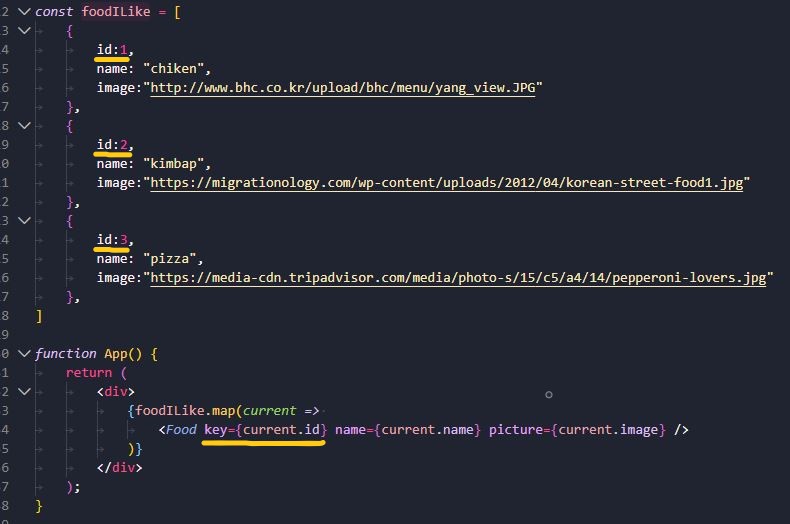 2 const foodILike = [
3 {
4 id:1,
5 name: "chiken",
6 image:"http://www.bhc.co.kr/upload/bhc/menu/yang_view.JPG"
7 },
8 {
9 id:2,
0 name: "kimbap",
1 image:"https://migrationology.com/wp-content/uploads/2012/04/korean-street-food1.jpg"
2 },
3 {
4 id:3,
5 name: "pizza",
6 image:"https://media-cdn.tripadvisor.com/media/photo-s/15/c5/a4/14/pepperoni-lovers.jpg"
7 },
8 ]
9
0 function App() {
1 return (
2 <div>
3 {foodILike.map(current =>
4 <Food key={current.id} name={current.name} picture={current.image} />
5 )}
6 </div>
7 );
8 }